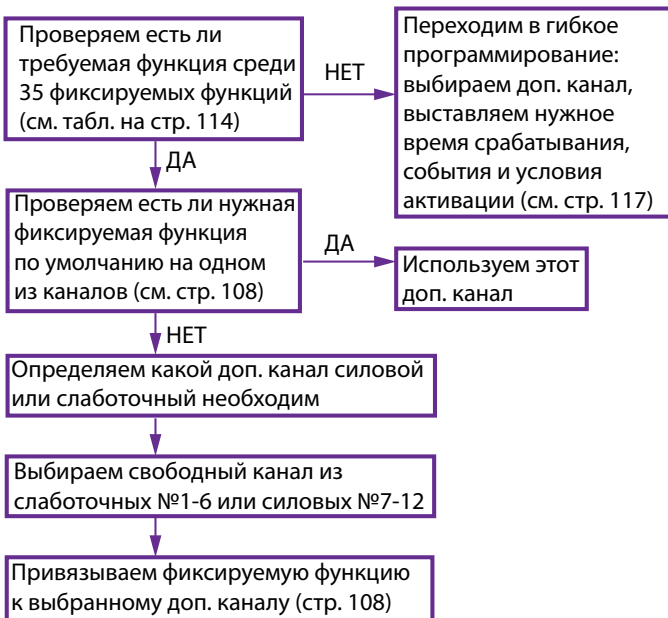 Проверяем есть ли
требуемая функция среди
35 фиксируемых функций
(см. табл. на стр. 114)
НЕТ
Переходим в гибкое
программирование:
выбираем доп. канал,
выставляем нужное
время срабатывания,
события и условия
активации (см. стр. 117)
ДА
Проверяем есть ли нужная
фиксируемая функция
по умолчанию на одном
из каналов (см. стр. 108)
ДА
Используем этот
доп. канал
НЕТ
Определяем какой доп. канал силовой
или слаботочный необходим
Выбираем свободный канал из
слаботочных №1-6 или силовых №7-12
Привязываем фиксируемую функцию
к выбранному доп. каналу (стр. 108)